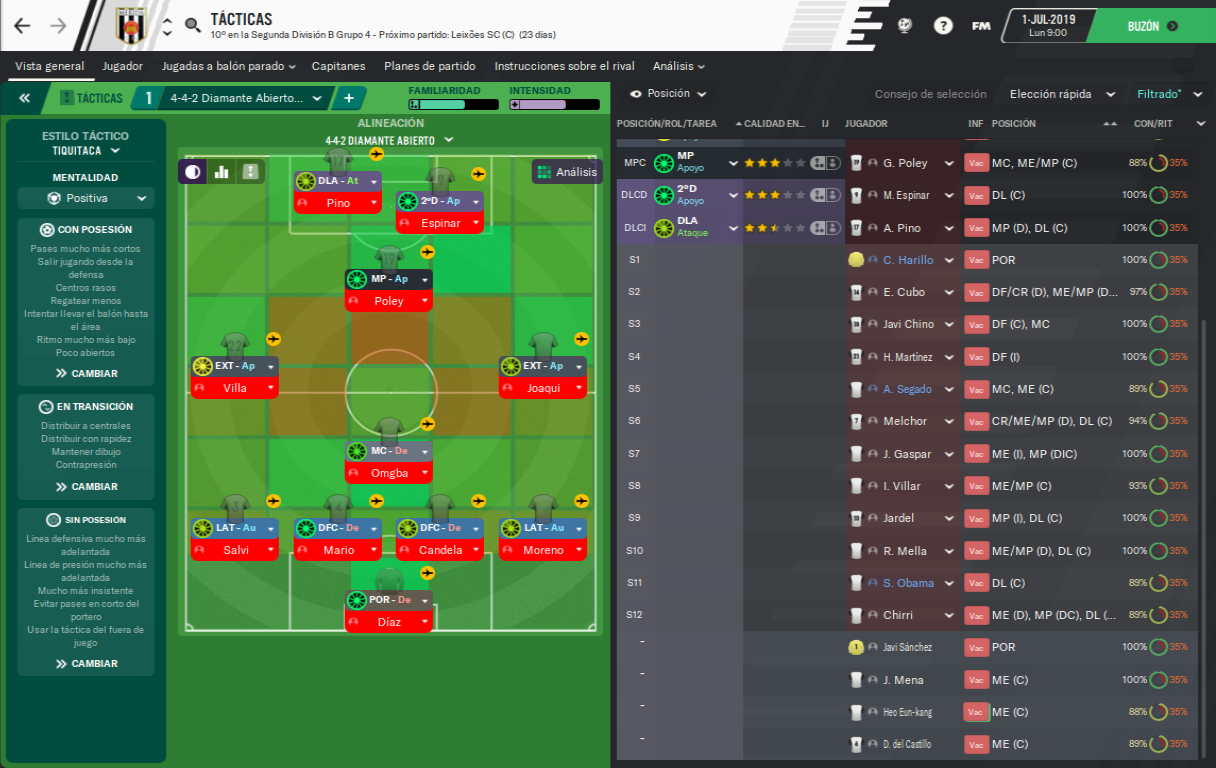 TÁCTICAS
10º en la Segunda División B Grupo 4 - Próximo partido: Leixões SC (C) (23 días)
?
FM
1-JUL-2019
Lun 9:00
BUZÓN
Vista general
Jugador
Jugadas a balón parado
Capitanes
Planes de partido
Instrucciones sobre el rival
Análisis
TÁCTICAS
1
4-4-2 Diamante Abierto...
+
FAMILIARIDAD
INTENSIDAD
ESTILO TÁCTICO
TIQUITACA
MENTALIDAD
Positiva
CON POSESIÓN
Pases mucho más cortos
Salir jugando desde la
defensa
Centros rasos
Regatear menos
Intentar llevar el balón hasta
el área
Ritmo mucho más bajo
Poco abiertos
CAMBIAR
EN TRANSICIÓN
Distribuir a centrales
Distribuir con rapidez
Mantener dibujo
Contrapresión
CAMBIAR
SIN POSESIÓN
Línea defensiva mucho más
adelantada
Línea de presión mucho más
adelantada
Mucho más insistente
Evitar pases en corto del
portero
Usar la táctica del fuera de
juego
CAMBIAR
ALINEACIÓN
4-4-2 DIAMANTE ABIERTO
Análisis
17
DLA - At
Pino
9
2ºD - Ap
Espinar
19
MP - Ap
Poley
22
EXT - Ap
Villa
EXT - Ap
Joaqui
MC - De
Omgba
3
LAT - Au
Salvi
4
DFC - De
Mario
DFC - De
Candela
LAT - Au
Moreno
POR - De
Díaz
Posición
Consejo de selección
Elección rápida
Filtrado*
POSICIÓN/ROL/TAREA
CALIDAD EN...
IJ
JUGADOR
INF
POSICIÓN
CON/RIT
MPC MP Apoyo 19 G. Poley Vac MC, ME/MP (C) 88% 35%
DLCD 2ºD Apoyo 9 M. Espinar Vac DL (C) 100% 35%
DLCI DLA Ataque 17 A. Pino Vac MP (D), DL (C) 100% 35%
S1 C. Harillo Vac POR 100% 35%
S2 14 E. Cubo Vac DF/CR (D), ME/MP (D... 97% 35%
S3 Javi Chino Vac DF (C), MC 100% 35%
S4 H. Martínez Vac DF (I) 100% 35%
S5 A. Segado Vac MC, ME (C) 89% 35%
S6 7 Melchor Vac CR/ME/MP (D), DL (C) 94% 35%
S7 J. Gaspar Vac ME (I), MP (DIC) 100% 35%
S8 I. Villar Vac ME/MP (C) 93% 35%
S9 10 Jardel Vac MP (I), DL (C) 100% 35%
S10 R. Mella Vac ME/MP (D), DL (C) 100% 35%
S11 S. Obama Vac DL (C) 89% 35%
S12 Chirri Vac ME (D), MP (DC), DL (... 89% 35%
- 1 Javi Sánchez Vac POR 100% 35%
- J. Mena Vac ME (C) 100% 35%
- Heo Eun-kang Vac ME (C) 88% 35%
- 4 D. del Castillo Vac ME (C) 89% 35%